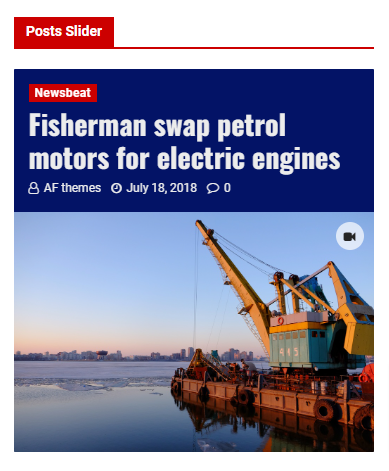 Posts Slider
Newsbeat
Fisherman swap petrol
motors for electric engines
AF themes July 18, 2018 0